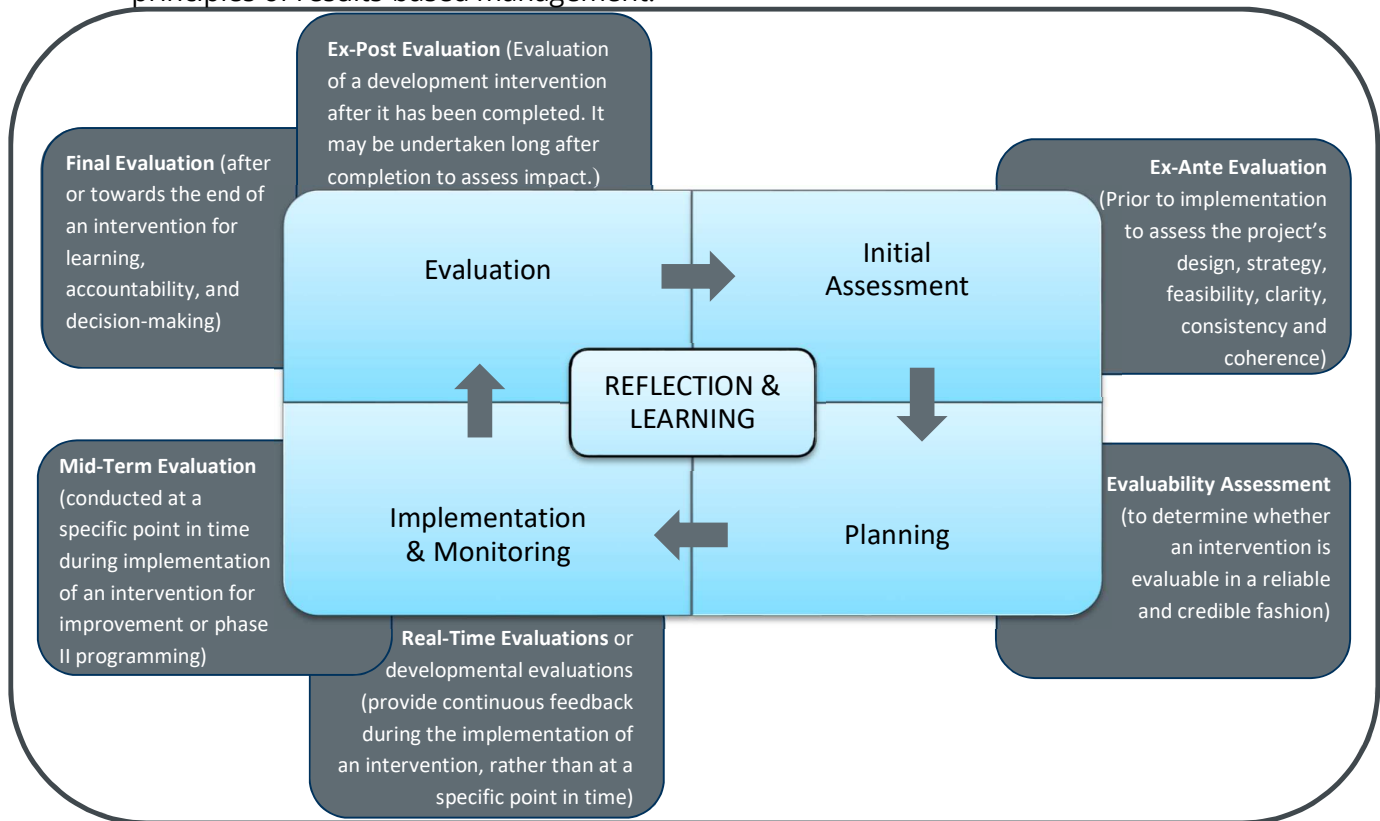 principles of results-based management.
Ex-Post Evaluation (Evaluation
of a development intervention
after it has been completed. It
may be undertaken long after
completion to assess impact.)
Final Evaluation (after
or towards the end of
an intervention for
learning,
accountability, and
decision-making)
Ex-Ante Evaluation
(Prior to implementation
to assess the project’s
design, strategy,
feasibility, clarity,
consistency and
coherence)
Evaluation
Initial
Assessment
REFLECTION &
LEARNING
Implementation
& Monitoring
Planning
Mid-Term Evaluation
(conducted at a
specific point in time
during implementation
of an intervention for
improvement or phase
II programming)
Evaluability Assessment
(to determine whether
an intervention is
evaluable in a reliable
and credible fashion)
Real-Time Evaluations or
developmental evaluations
(provide continuous feedback
during the implementation of
an intervention, rather than at a
specific point in time)